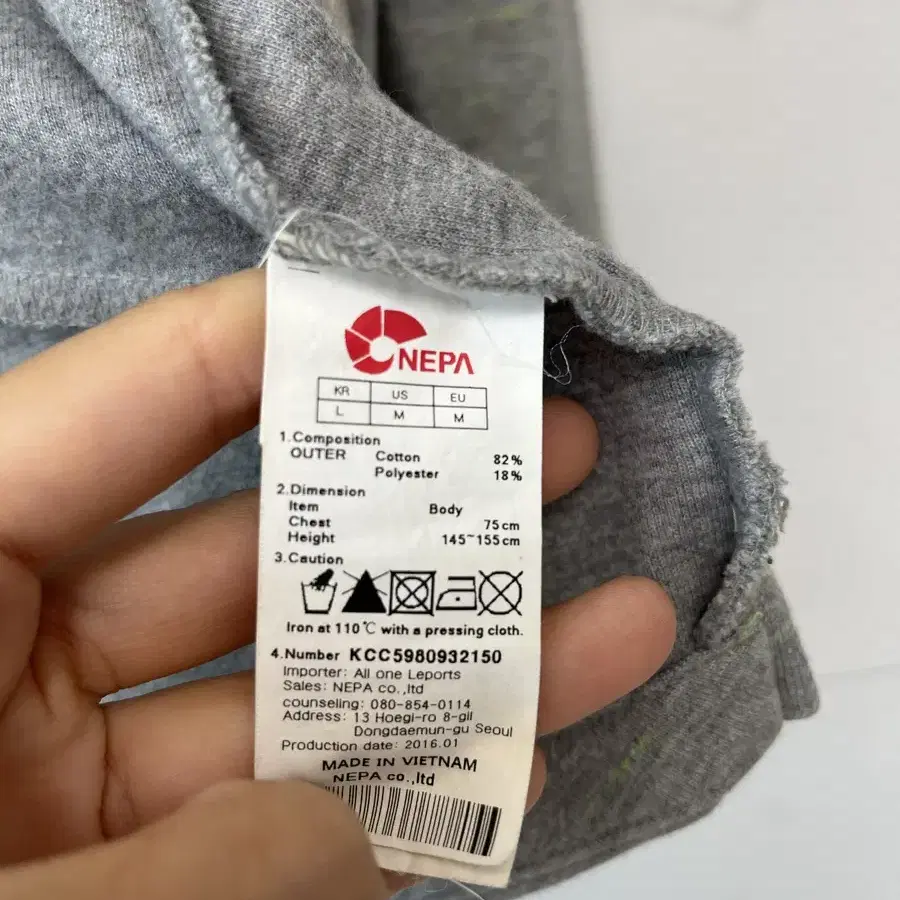 NEPA
KR US EU
L M M
1.Composition
OUTER Cotton 82%
Polyester 18%
2.Dimension
Item Body
Chest 75cm
Height 145~155cm
3.Caution
Iron at 110℃ with a pressing cloth.
4.Number KCC5980932150
Importer: All one Leports
Sales: NEPA co.,ltd
counseling: 080-854-0114
Address: 13 Hoegi-ro 8-gil
Dongdaemun-gu Seoul
Production date: 2016.01
MADE IN VIETNAM
NEPA co.,ltd